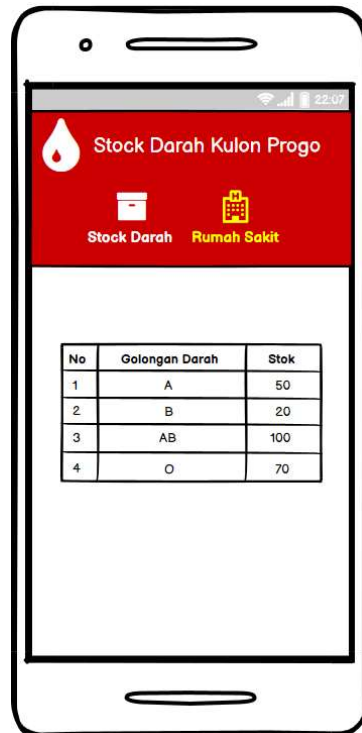 22:07
Stock Darah Kulon Progo
Stock Darah Rumah Sakit
No Golongan Darah Stok
1 A 50
2 B 20
3 AB 100
4 O 70